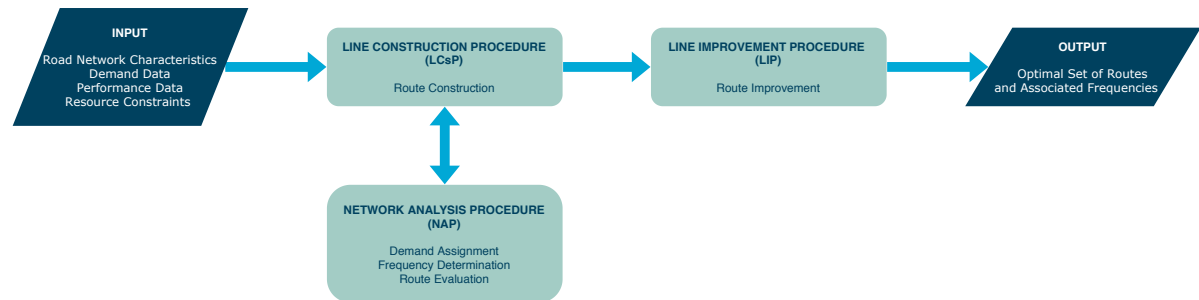 INPUT
Road Network Characteristics
Demand Data
Performance Data
Resource Constraints
LINE CONSTRUCTION PROCEDURE
(LCsP)
Route Construction
LINE IMPROVEMENT PROCEDURE
(LIP)
Route Improvement
OUTPUT
Optimal Set of Routes
and Associated Frequencies
NETWORK ANALYSIS PROCEDURE
(NAP)
Demand Assignment
Frequency Determination
Route Evaluation